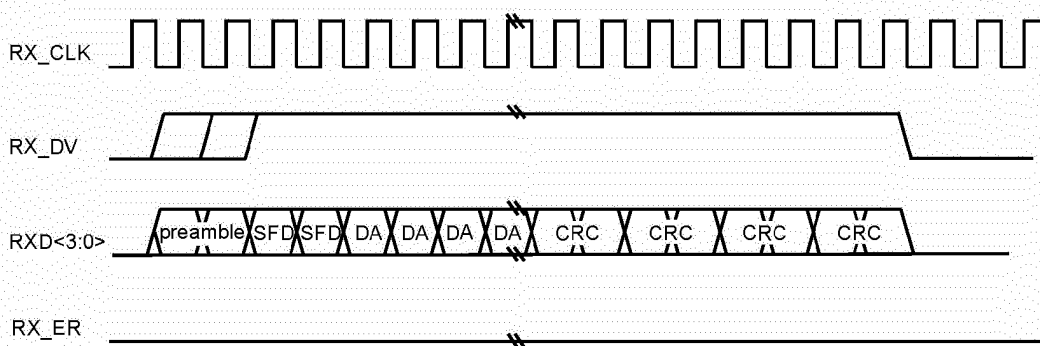 RX_CLK
RX_DV
RXD<3:0> preamble SFD SFD DA DA DA DA CRC CRC CRC CRC
RX_ER